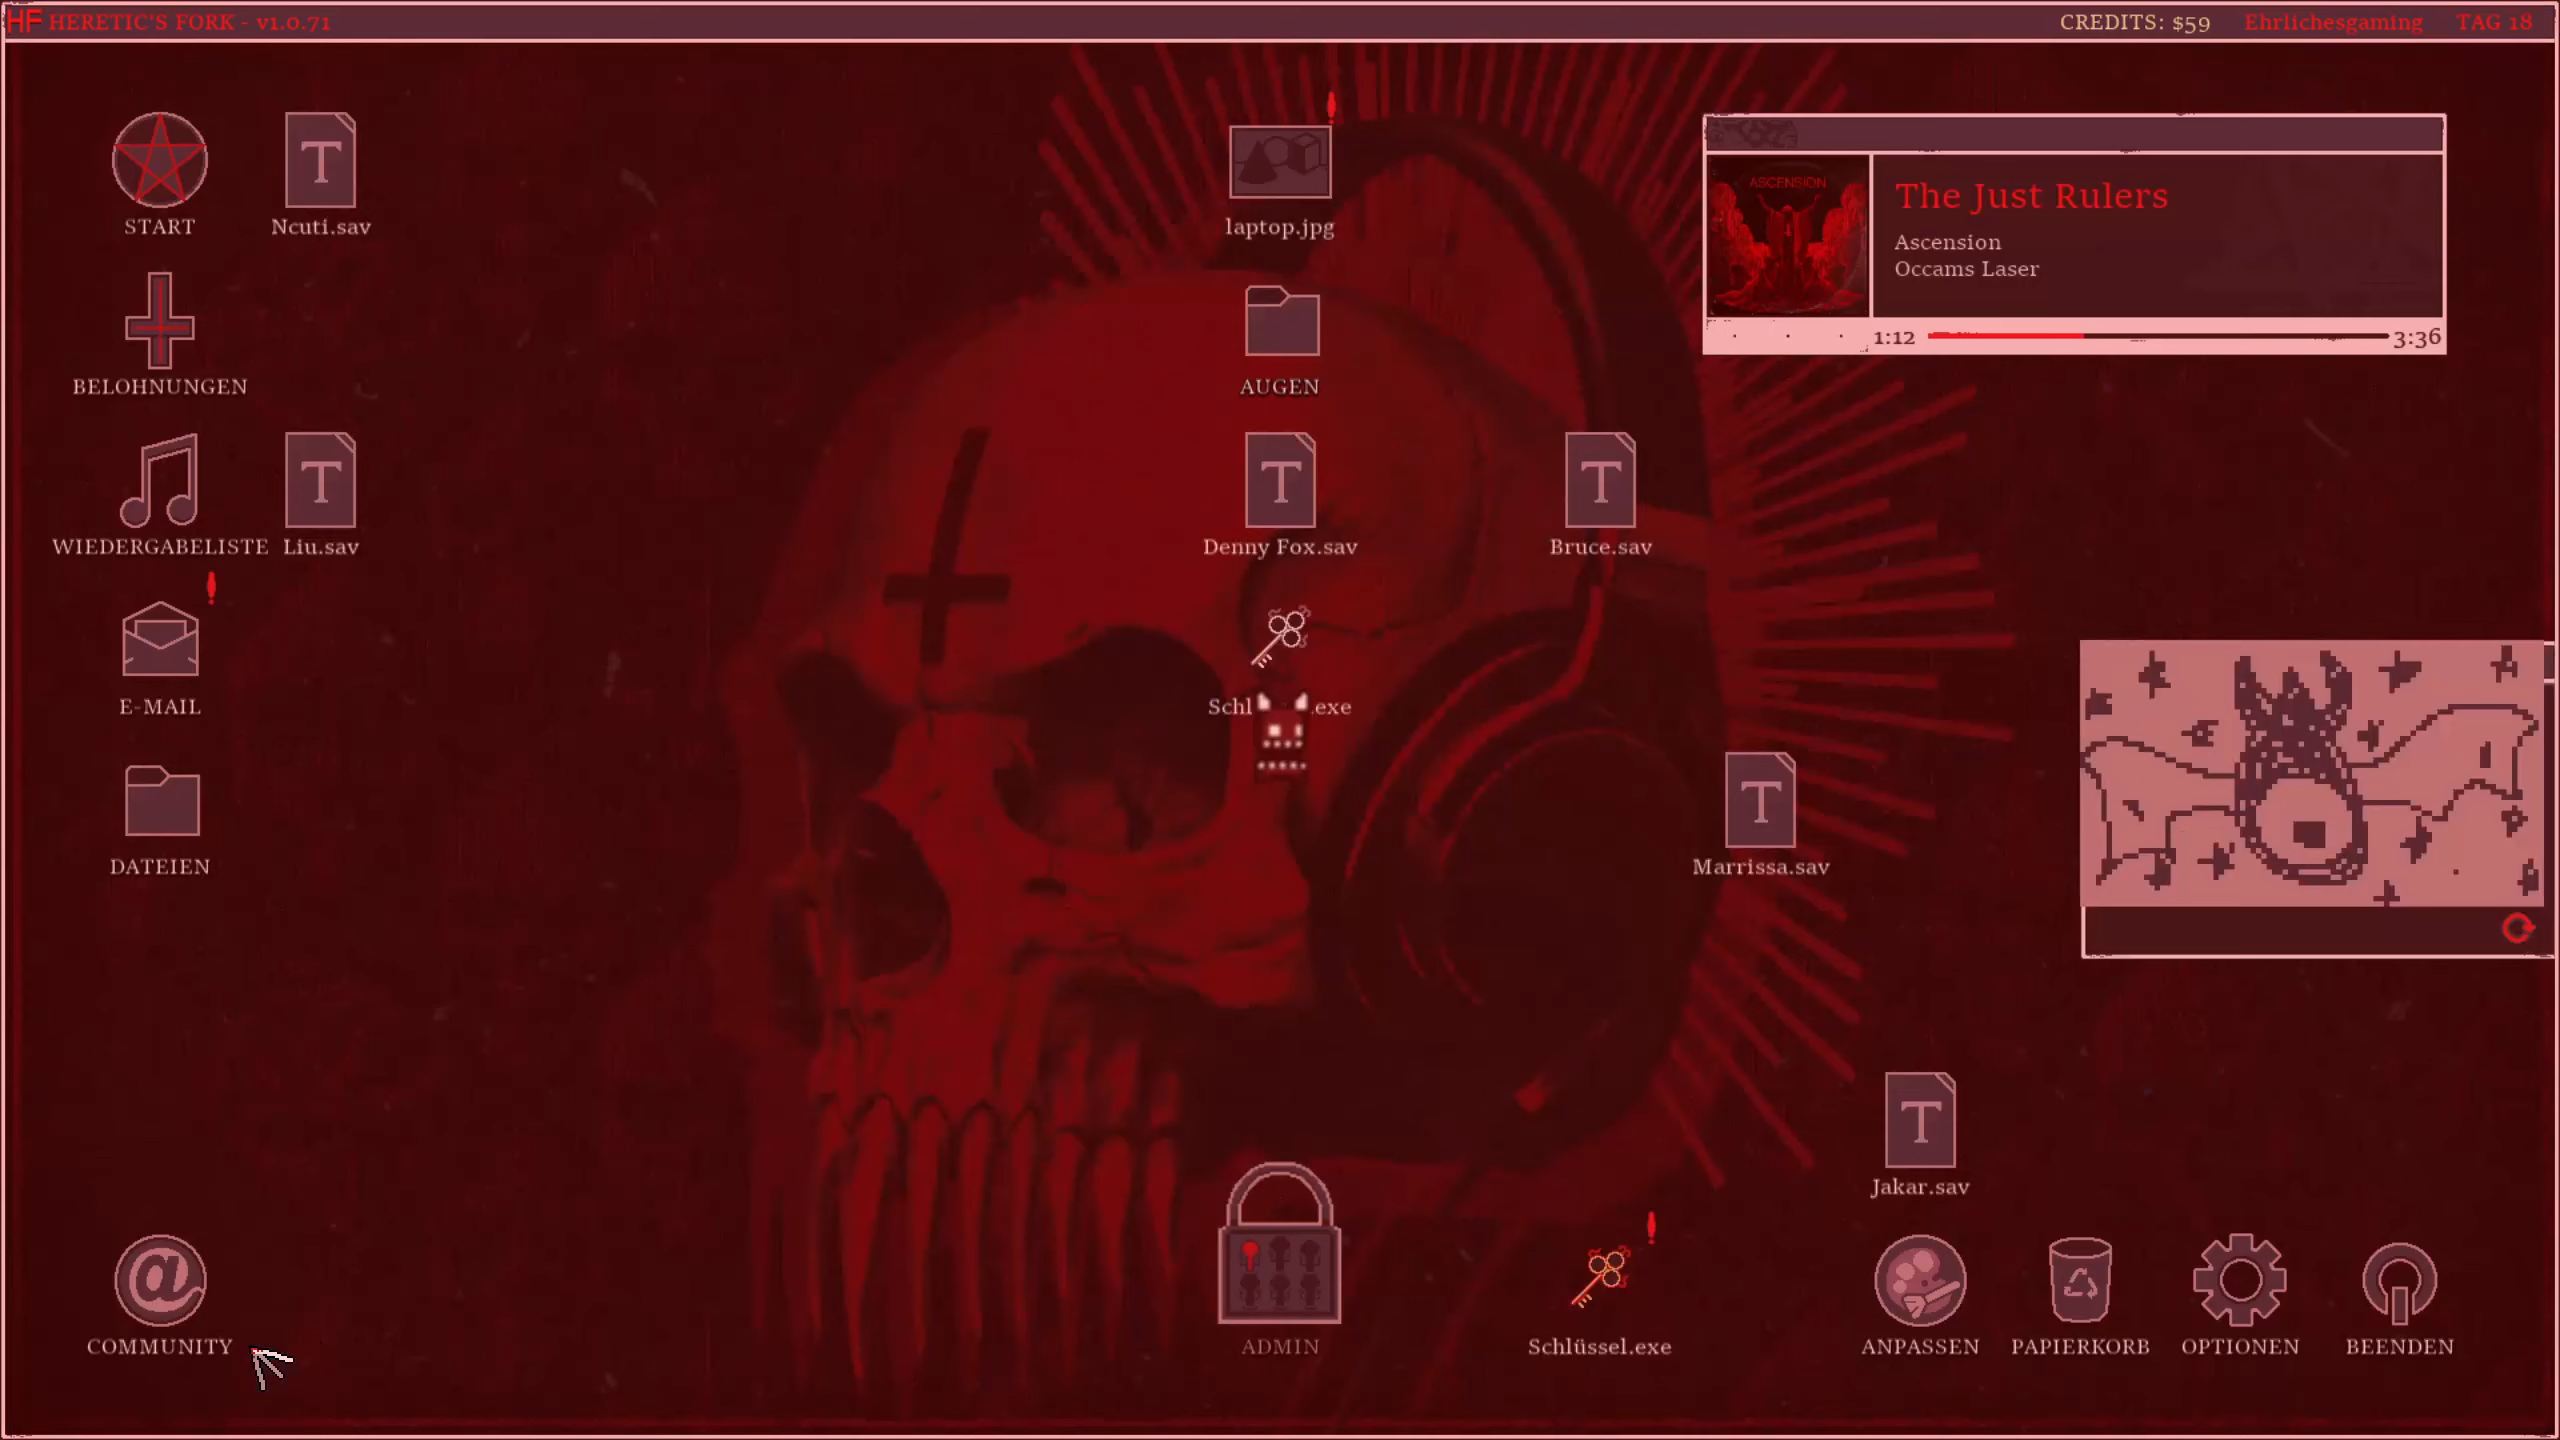 HF HERETIC'S FORK - v1.0.71
CREDITS: $59 Ehrlichesgaming TAG 18
START
Ncuti.sav
laptop.jpg
ASCENSION
The Just Rulers
Ascension
Occams Laser
1:12
3:36
BELOHNUNGEN
AUGEN
T
WIEDERGABELISTE
Liu.sav
Denny Fox.sav
Bruce.sav
E-MAIL
Schl .exe
DATEIEN
Marrissa.sav
Jakar.sav
COMMUNITY
ADMIN
Schlüssel.exe
ANPASSEN
PAPIERKORB
OPTIONEN
BEENDEN